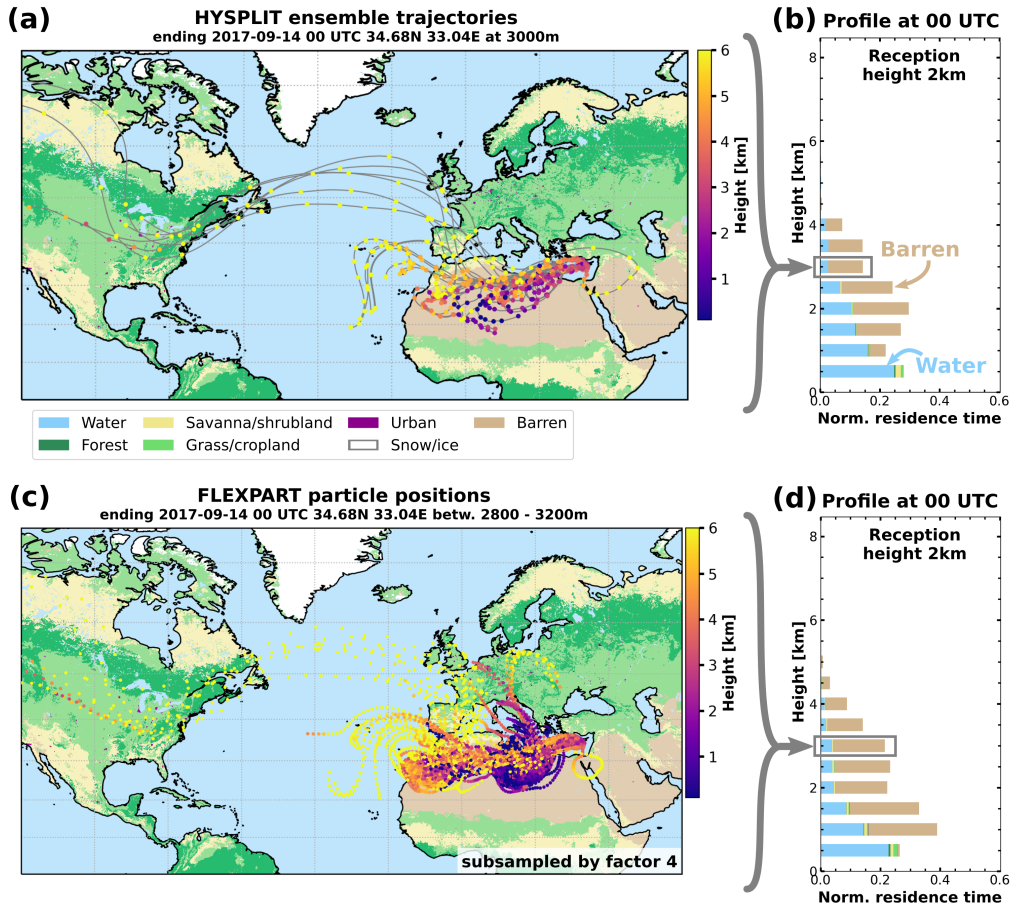 (a)
HYSPLIT ensemble trajectories
ending 2017-09-14 00 UTC 34.68N 33.04E at 3000m
6
5
4
3
2
1
Height [km]
Water
Savanna/shrubland
Urban
Barren
Forest
Grass/cropland
Snow/ice
(b)
Profile at 00 UTC
Reception
height 2km
8
6
4
2
0
Height [km]
Barren
Water
0.0
0.2
0.4
0.6
Norm. residence time
(c)
FLEXPART particle positions
ending 2017-09-14 00 UTC 34.68N 33.04E betw. 2800 - 3200m
6
5
4
3
2
1
Height [km]
subsampled by factor 4
(d)
Profile at 00 UTC
Reception
height 2km
8
6
4
2
0
Height [km]
0.0
0.2
0.4
0.6
Norm. residence time